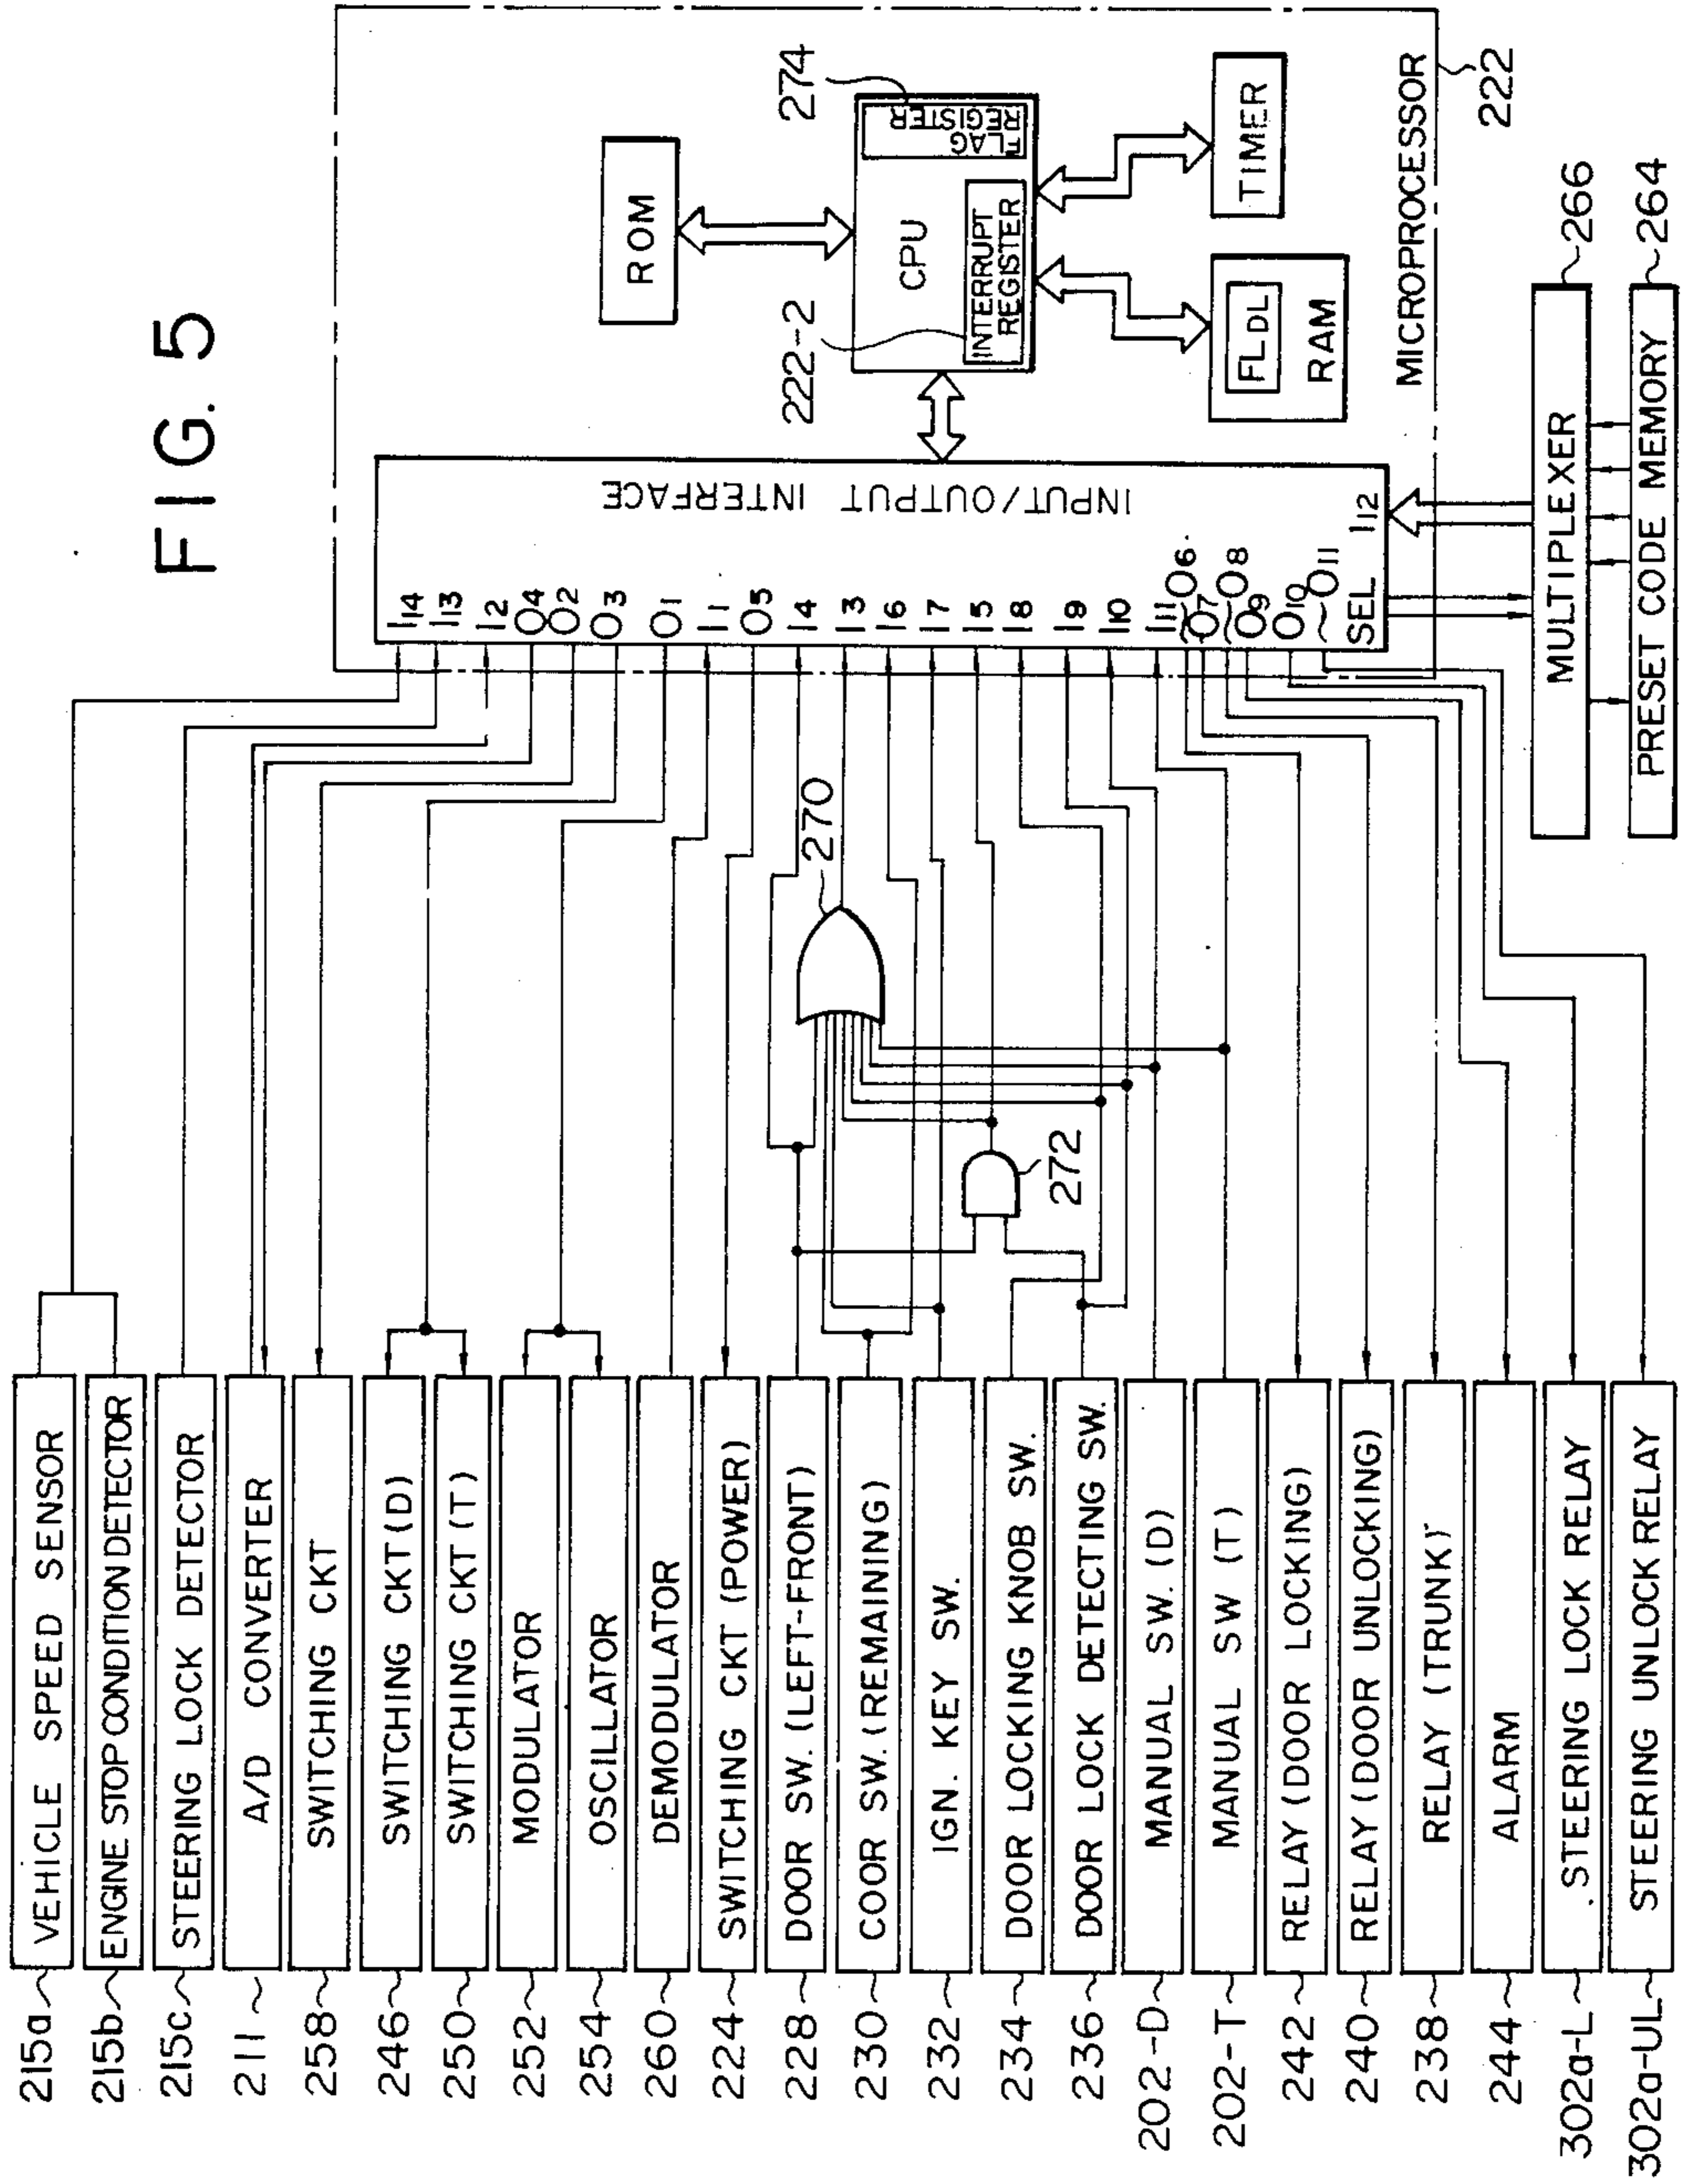 FIG. 5
215a
VEHICLE SPEED SENSOR
215b
ENGINE STOP CONDITION DETECTOR
215c
STEERING LOCK DETECTOR
211
A/D CONVERTER
258
SWITCHING CKT
246
SWITCHING CKT (D)
250
SWITCHING CKT (T)
252
MODULATOR
254
OSCILLATOR
260
DEMODULATOR
224
SWITCHING CKT (POWER)
228
DOOR SW. (LEFT-FRONT)
230
COOR SW. (REMAINING)
232
IGN. KEY SW.
234
DOOR LOCKING KNOB SW.
236
DOOR LOCK DETECTING SW.
202-D
MANUAL SW. (D)
202-T
MANUAL SW (T)
242
RELAY (DOOR LOCKING)
240
RELAY (DOOR UNLOCKING)
238
RELAY (TRUNK)
244
ALARM
302a-L
STEERING LOCK RELAY
302a-UL
STEERING UNLOCK RELAY
270
272
I14
I13
I2
O4
O2
O3
O1
I1
O5
I4
I3
I6
I7
I5
I8
I9
I10
I11
O6
O7
O8
O9
O10
O11
SEL
I12
INPUT/OUTPUT INTERFACE
ROM
CPU
274
FLAG
REGISTER
222-2
INTERRUPT
REGISTER
FLDL
RAM
TIMER
MICROPROCESSOR
222
MULTIPLEXER
266
PRESET CODE MEMORY
264